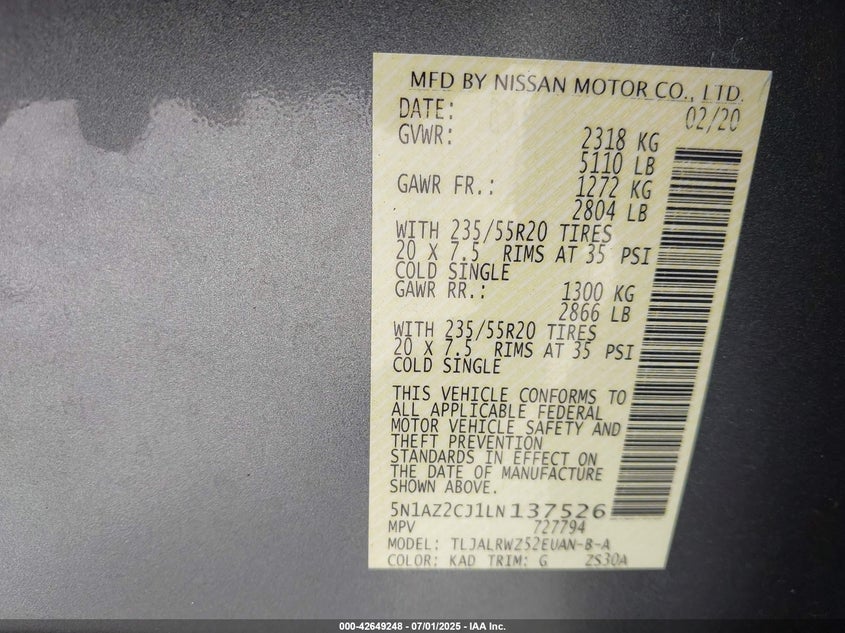 MFD BY NISSAN MOTOR CO., LTD.
DATE: 02/20
GVWR: 2318 KG
5110 LB
GAWR FR.: 1272 KG
2804 LB
WITH 235/55R20 TIRES
20 X 7.5 RIMS AT 35 PSI
COLD SINGLE
GAWR RR.: 1300 KG
2866 LB
WITH 235/55R20 TIRES
20 X 7.5 RIMS AT 35 PSI
COLD SINGLE
THIS VEHICLE CONFORMS TO
ALL APPLICABLE FEDERAL
MOTOR VEHICLE SAFETY AND
THEFT PREVENTION
STANDARDS IN EFFECT ON
THE DATE OF MANUFACTURE
SHOWN ABOVE.
5N1AZ2CJ1LN137526
MPV 727794
MODEL: TLJALRWZ52EUAN-B-A
COLOR: KAD TRIM: G ZS30A
000-42649248 - 07/01/2025 - IAA Inc.